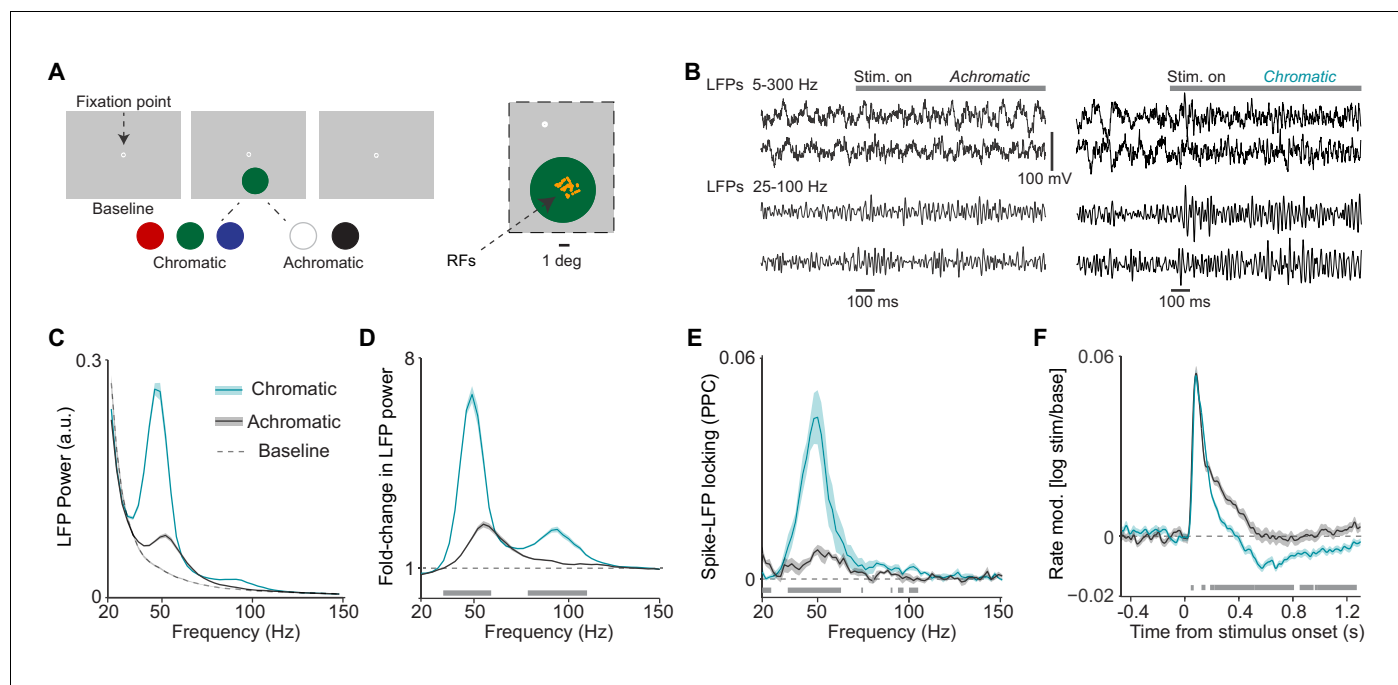 A
Fixation point
Baseline
Chromatic
Achromatic
RFs
1 deg
B
LFPs 5-300 Hz
Stim. on Achromatic
Stim. on Chromatic
100 mV
LFPs 25-100 Hz
100 ms
100 ms
C
0.3
LFP Power (a.u.)
0
20
50
100
150
Frequency (Hz)
Chromatic
Achromatic
Baseline
D
8
Fold-change in LFP power
1
20
50
100
150
Frequency (Hz)
E
0.06
Spike-LFP locking (PPC)
0
20
50
100
150
Frequency (Hz)
F
0.06
Rate mod. [log stim/base]
0
−0.02
-0.4
0
0.4
0.8
1.2
Time from stimulus onset (s)